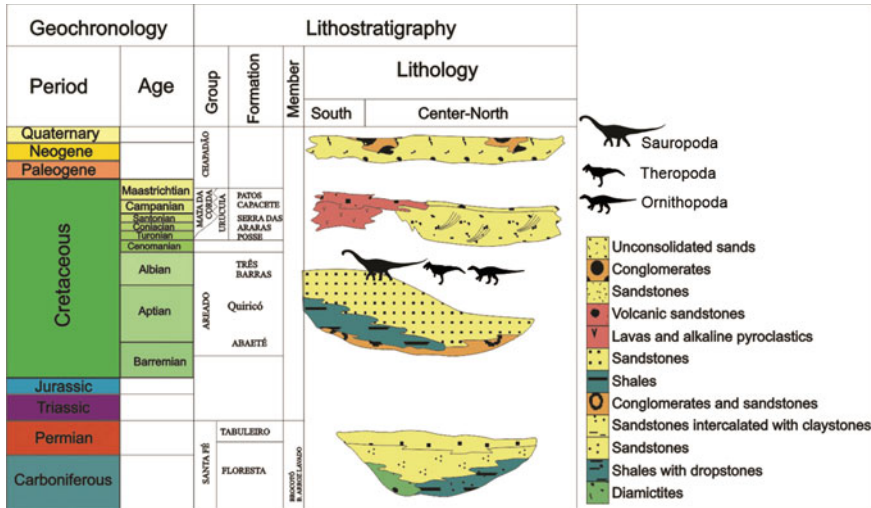 Geochronology
Lithostratigraphy
Period
Age
Group
Formation
Member
Lithology
South
Center-North
Quaternary
Neogene
Paleogene
CHAPADÃO
Cretaceous
Maastrichtian
Campanian
Santonian
Coniacian
Turonian
Cenomanian
Albian
Aptian
Barremian
MATA DA
CORDA
URUCUIA
PATOS
CAPACETE
SERRA DAS
ARARAS
POSSE
AREADO
TRÊS
BARRAS
Quiricó
ABAETÉ
Jurassic
Triassic
Permian
Carboniferous
SANTA FÉ
TABULEIRO
FLORESTA
BROCOTÓ
B. ARROZ LAVADO
Sauropoda
Theropoda
Ornithopoda
Unconsolidated sands
Conglomerates
Sandstones
Volcanic sandstones
Lavas and alkaline pyroclastics
Sandstones
Shales
Conglomerates and sandstones
Sandstones intercalated with claystones
Sandstones
Shales with dropstones
Diamictites